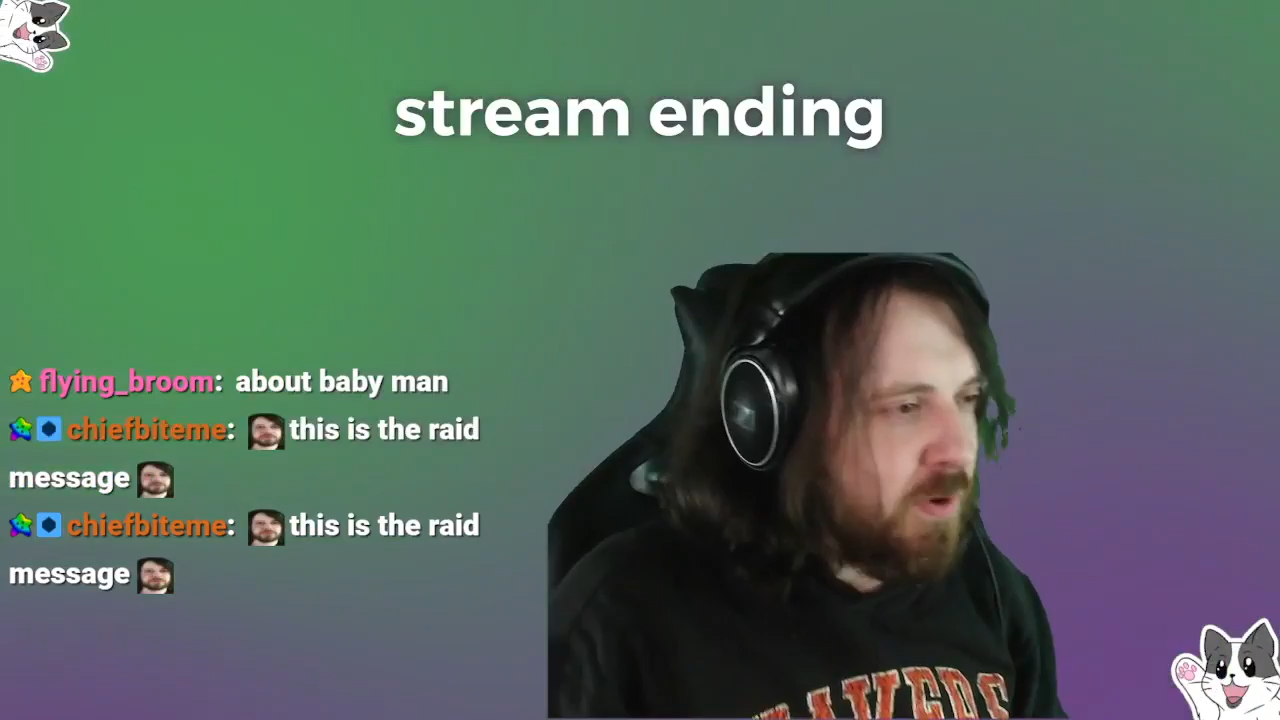 stream ending
flying_broom: about baby man
chiefbiteme: this is the raid
message
chiefbiteme: this is the raid
message